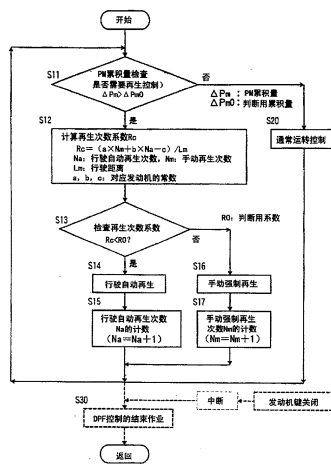 开始
S11
PM累积量检查
是否需要再生控制)
ΔPm>ΔPm0
否
ΔPm : PM累积量
ΔPm0:判断用累积量
S20
通常运转控制
是
S12
计算再生次数系数Rc
Rc=(a×Nm+b×Na-c)/Lm
Na:行驶自动再生次数,Nm:手动再生次数
Lm:行驶距离
a,b,c:对应发动机的常数
S13
检查再生次数系数
Rc<R0?
R0:判断用系数
否
是
S14
行驶自动再生
S16
手动强制再生
S15
行驶自动再生次数
Na的计数
(Na=Na+1)
S17
手动强制再生
次数Nm的计数
(Nm=Nm+1)
S30
中断
发动机键关闭
DPF控制的结束作业
返回